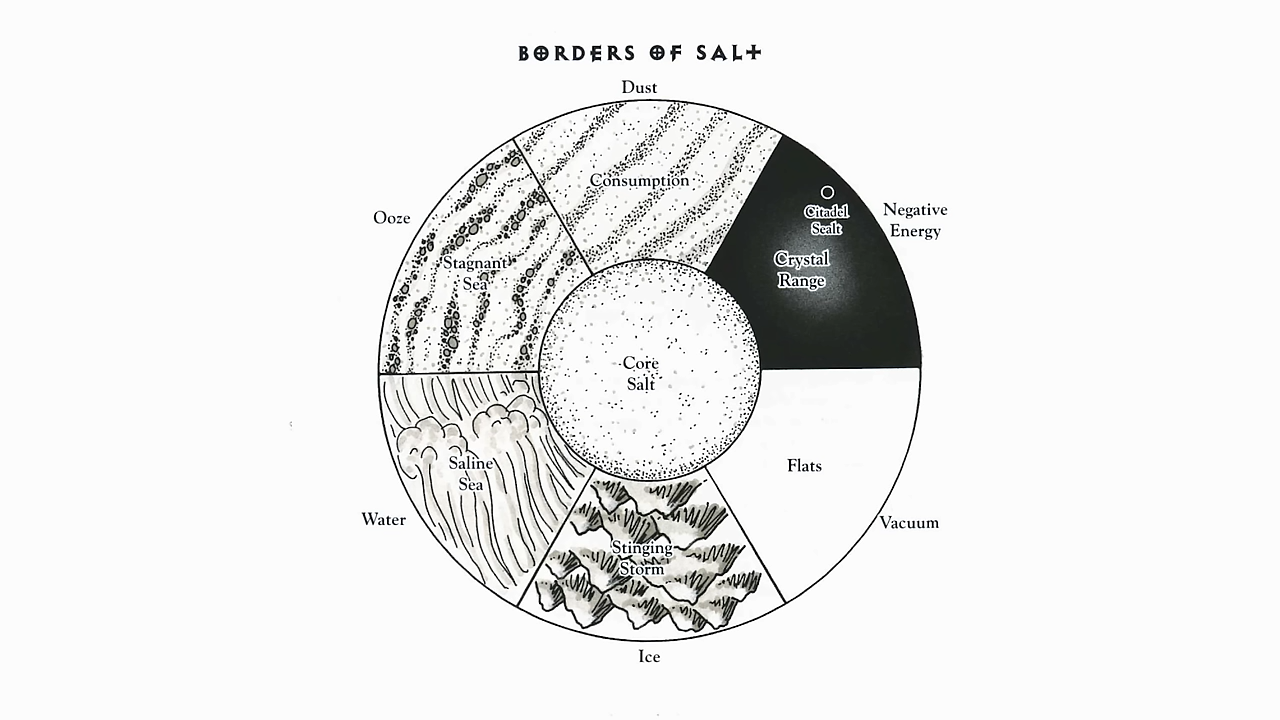 BORDERS OF SALT
Dust
Consumption
Citadel
Sealt
Negative
Energy
Ooze
Stagnant
Sea
Crystal
Range
Core
Salt
Saline
Sea
Flats
Water
Vacuum
Stinging
Storm
Ice